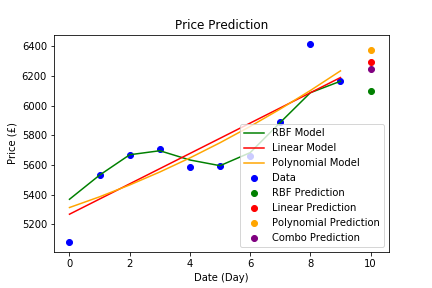 Price Prediction
6400
6200
6000
5800
5600
5400
5200
Price (£)
RBF Model
Linear Model
Polynomial Model
Data
RBF Prediction
Linear Prediction
Polynomial Prediction
Combo Prediction
0 2 4 6 8 10
Date (Day)